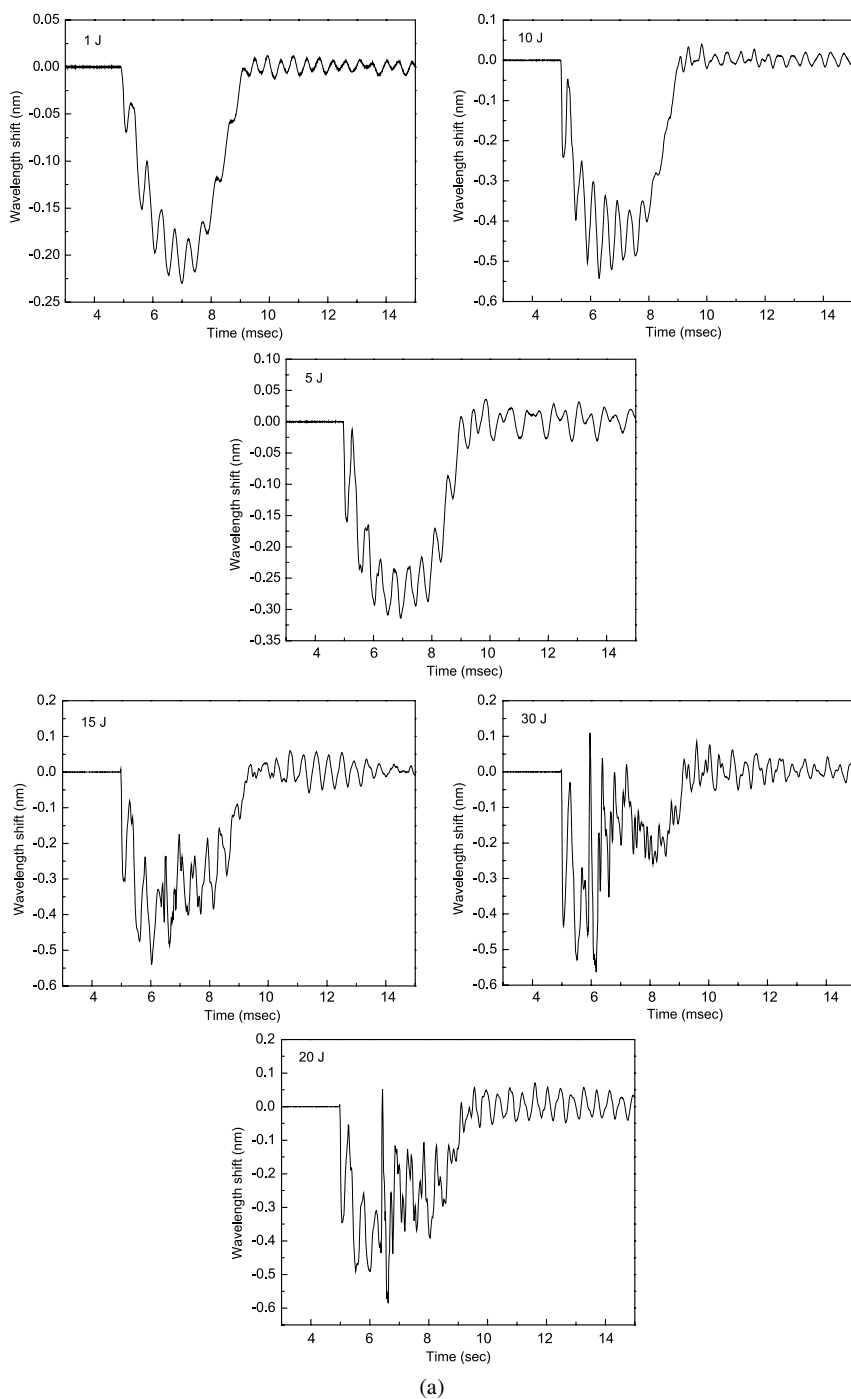 0.05
1 J
0.00
-0.05
-0.10
-0.15
-0.20
-0.25
Wavelength shift (nm)
4 6 8 10 12 14
Time (msec)
0.1
10 J
0.0
-0.1
-0.2
-0.3
-0.4
-0.5
-0.6
Wavelength shift (nm)
4 6 8 10 12 14
Time (msec)
0.10
5 J
0.05
0.00
-0.05
-0.10
-0.15
-0.20
-0.25
-0.30
-0.35
Wavelength shift (nm)
4 6 8 10 12 14
Time (msec)
0.2
15 J
0.1
0.0
-0.1
-0.2
-0.3
-0.4
-0.5
-0.6
Wavelength shift (nm)
4 6 8 10 12 14
Time (msec)
0.2
30 J
0.1
0.0
-0.1
-0.2
-0.3
-0.4
-0.5
-0.6
Wavelength shift (nm)
4 6 8 10 12 14
Time (msec)
0.2
20 J
0.1
0.0
-0.1
-0.2
-0.3
-0.4
-0.5
-0.6
Wavelength shift (nm)
4 6 8 10 12 14
Time (sec)
(a)